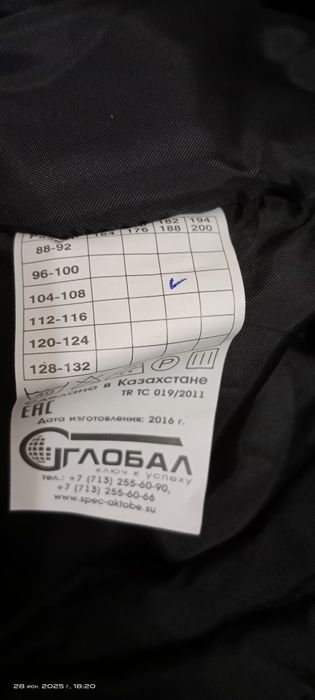 182 194
164 176 188 200
88-92
96-100
104-108
112-116
120-124
128-132
P
в Казахстане
TR TC 019/2011
EAC
Дата изготовления: 2016 г.
ГЛОБАЛ
КЛЮЧ К УСПЕХУ
тел.: +7 (713) 255-60-90,
+7 (713) 255-60-66
www.spec-aktobe.su
28 июн. 2025 г., 18:20